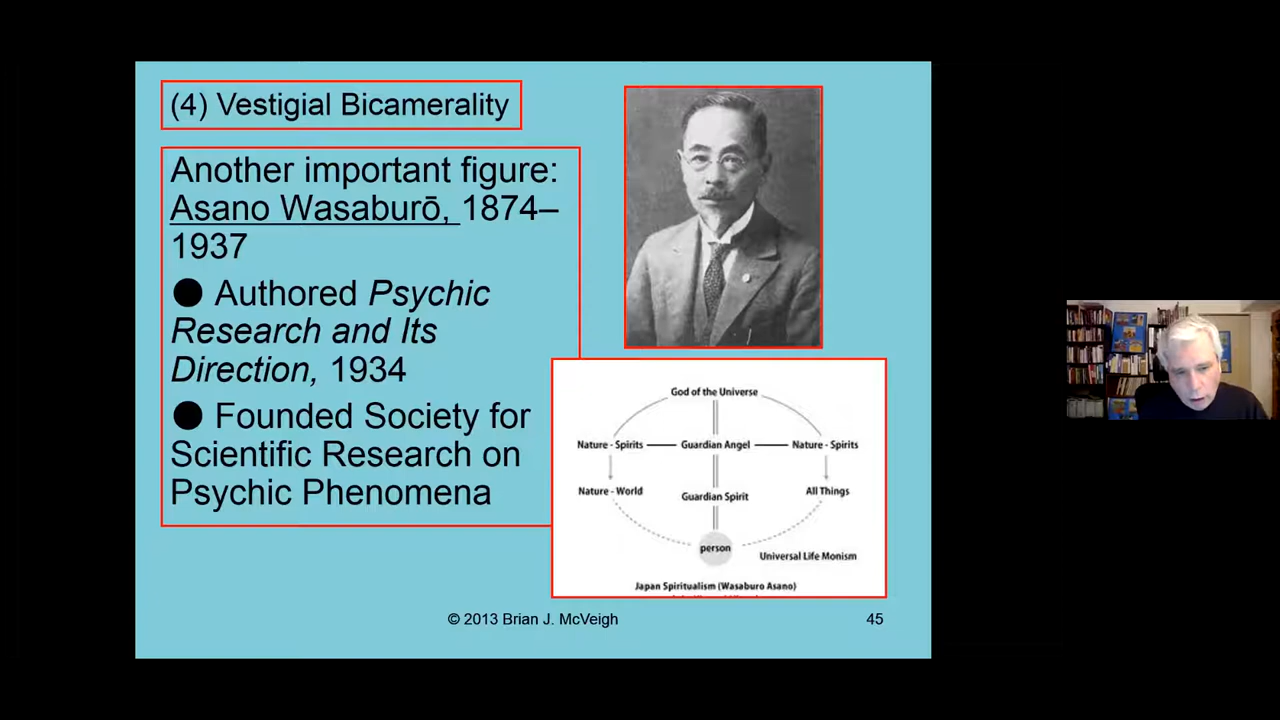 (4) Vestigial Bicamerality
Another important figure:
Asano Wasaburō, 1874–
1937
● Authored Psychic
Research and Its
Direction, 1934
● Founded Society for
Scientific Research on
Psychic Phenomena
God of the Universe
Nature - Spirits
Guardian Angel
Nature - Spirits
Nature - World
Guardian Spirit
All Things
person
Universal Life Monism
Japan Spiritualism (Wasaburo Asano)
© 2013 Brian J. McVeigh
45